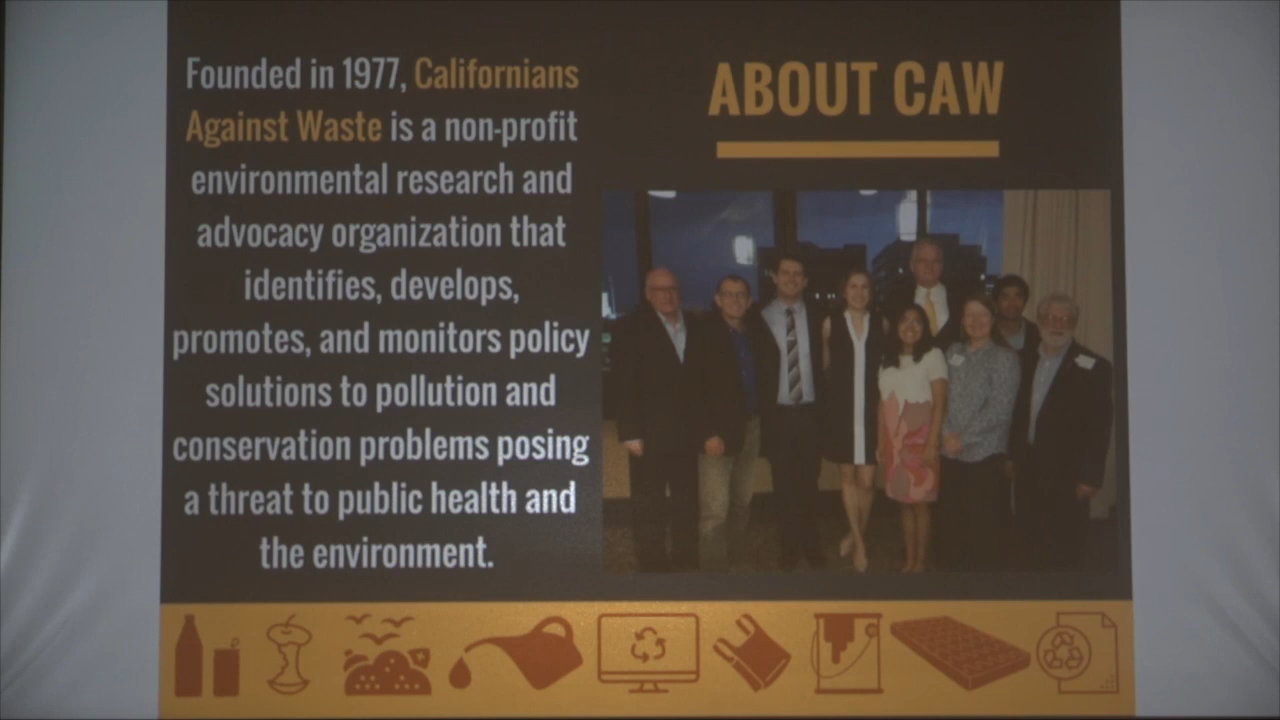 Founded in 1977, Californians
Against Waste is a non-profit
environmental research and
advocacy organization that
identifies, develops,
promotes, and monitors policy
solutions to pollution and
conservation problems posing
a threat to public health and
the environment.
ABOUT CAW